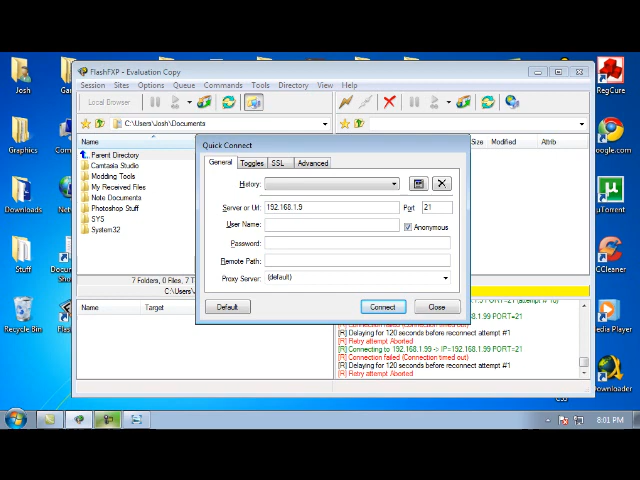 Josh
Graphics
Downloads
Stuff
Recycle Bin
FlashFXP - Evaluation Copy
Session Sites Options Queue Commands Tools Directory View Help
Local Browser
C:\Users\Josh\Documents
Name
Size Modified Attrib
Parent Directory
Camtasia Studio
Modding Tools
My Received Files
Note Documents
Photoshop Stuff
SYS
System32
7 Folders, 0 Files,
Name Target
Quick Connect
General Toggles SSL Advanced
History:
Server or Url: 192.168.1.9 Port 21
User Name: Anonymous
Password:
Remote Path:
Proxy Server: (default)
Default Connect Close
[R] Connection failed (Connection timed out)
[R] Delaying for 120 seconds before reconnect attempt #1
[R] Retry attempt Aborted
[R] Connecting to 192.168.1.99 -> IP=192.168.1.99 PORT=21
[R] Connection failed (Connection timed out)
[R] Delaying for 120 seconds before reconnect attempt #1
[R] Retry attempt Aborted
RegCure
uTorrent
CCleaner
8:01 PM